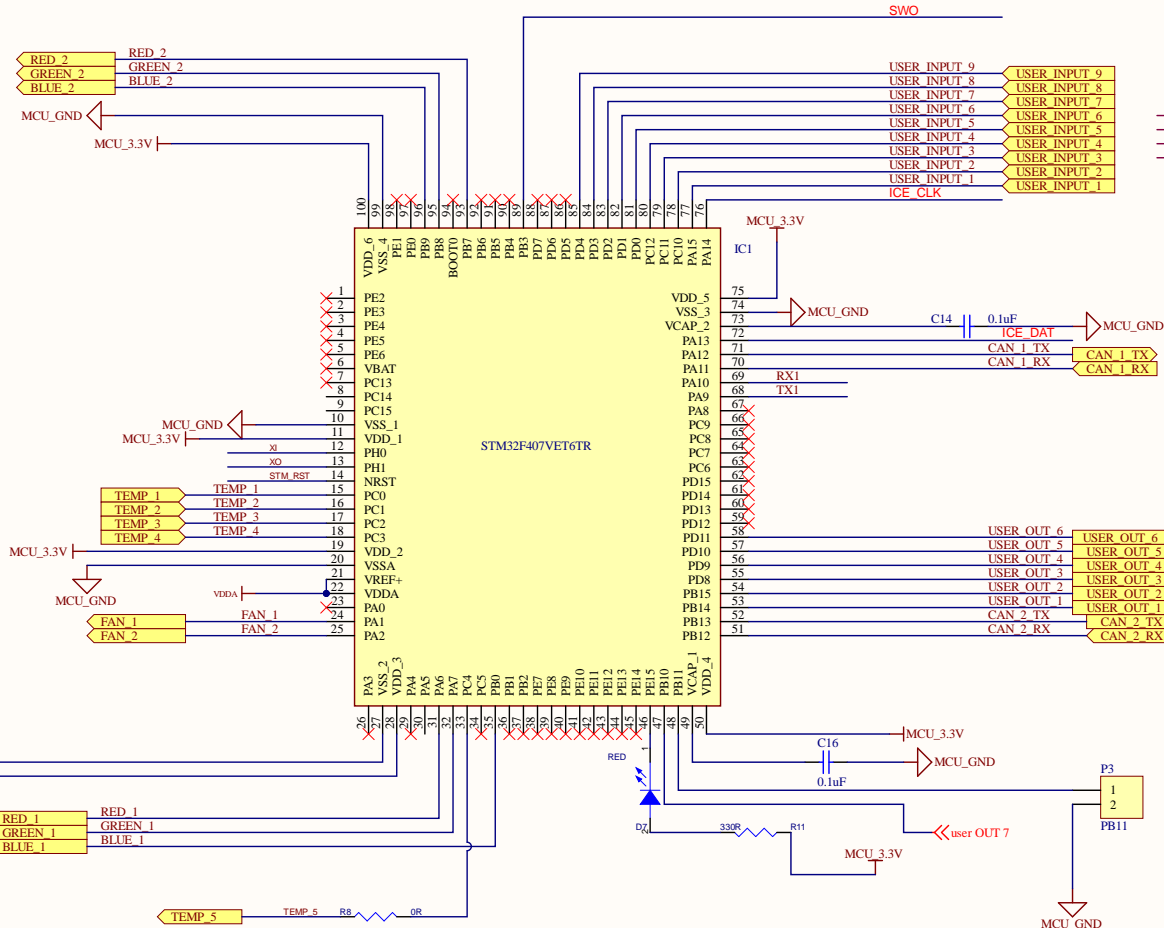 SWO
RED_2 RED_2
GREEN_2 GREEN_2
BLUE_2 BLUE_2
MCU_GND
MCU_3.3V
USER_INPUT_9 USER_INPUT_9
USER_INPUT_8 USER_INPUT_8
USER_INPUT_7 USER_INPUT_7
USER_INPUT_6 USER_INPUT_6
USER_INPUT_5 USER_INPUT_5
USER_INPUT_4 USER_INPUT_4
USER_INPUT_3 USER_INPUT_3
USER_INPUT_2 USER_INPUT_2
USER_INPUT_1 USER_INPUT_1
ICE_CLK
100 99 98 97 96 95 94 93 92 91 90 89 88 87 86 85 84 83 82 81 80 79 78 77 76
VDD_6 VSS_4 PE1 PE0 PB9 PB8 BOOT0 PB7 PB6 PB5 PB4 PB3 PD7 PD6 PD5 PD4 PD3 PD2 PD1 PD0 PC12 PC11 PC10 PA15 PA14
MCU_3.3V
IC1
1 PE2
2 PE3
3 PE4
4 PE5
5 PE6
6 VBAT
7 PC13
8 PC14
9 PC15
MCU_GND 10 VSS_1
MCU_3.3V 11 VDD_1
XI 12 PH0
XO 13 PH1
STM_RST 14 NRST
TEMP_1 TEMP_1 15 PC0
TEMP_2 TEMP_2 16 PC1
TEMP_3 TEMP_3 17 PC2
TEMP_4 TEMP_4 18 PC3
MCU_3.3V 19 VDD_2
20 VSSA
MCU_GND
21 VREF+
VDDA 22 VDDA
23 PA0
FAN_1 FAN_1 24 PA1
FAN_2 FAN_2 25 PA2
STM32F407VET6TR
VDD_5 75
VSS_3 74 MCU_GND
VCAP_2 73 C14 0.1uF MCU_GND
PA13 72 ICE_DAT
PA12 71 CAN_1_TX CAN_1_TX
PA11 70 CAN_1_RX CAN_1_RX
PA10 69 RX1
PA9 68 TX1
PA8 67
PC9 66
PC8 65
PC7 64
PC6 63
PD15 62
PD14 61
PD13 60
PD12 59
PD11 58 USER_OUT_6 USER_OUT_6
PD10 57 USER_OUT_5 USER_OUT_5
PD9 56 USER_OUT_4 USER_OUT_4
PD8 55 USER_OUT_3 USER_OUT_3
PB15 54 USER_OUT_2 USER_OUT_2
PB14 53 USER_OUT_1 USER_OUT_1
PB13 52 CAN_2_TX CAN_2_TX
PB12 51 CAN_2_RX CAN_2_RX
PA3 VSS_2 VDD_3 PA4 PA5 PA6 PA7 PC4 PC5 PB0 PB1 PB2 PE7 PE8 PE9 PE10 PE11 PE12 PE13 PE14 PE15 PB10 PB11 VCAP_1 VDD_4
26 27 28 29 30 31 32 33 34 35 36 37 38 39 40 41 42 43 44 45 46 47 48 49 50
MCU_3.3V
C16
0.1uF
MCU_GND
RED
1
2
D7
330R R11
MCU_3.3V
user OUT 7
P3
1
2
PB11
MCU_GND
RED_1 RED_1
GREEN_1 GREEN_1
BLUE_1 BLUE_1
TEMP_5 TEMP_5 R8 0R